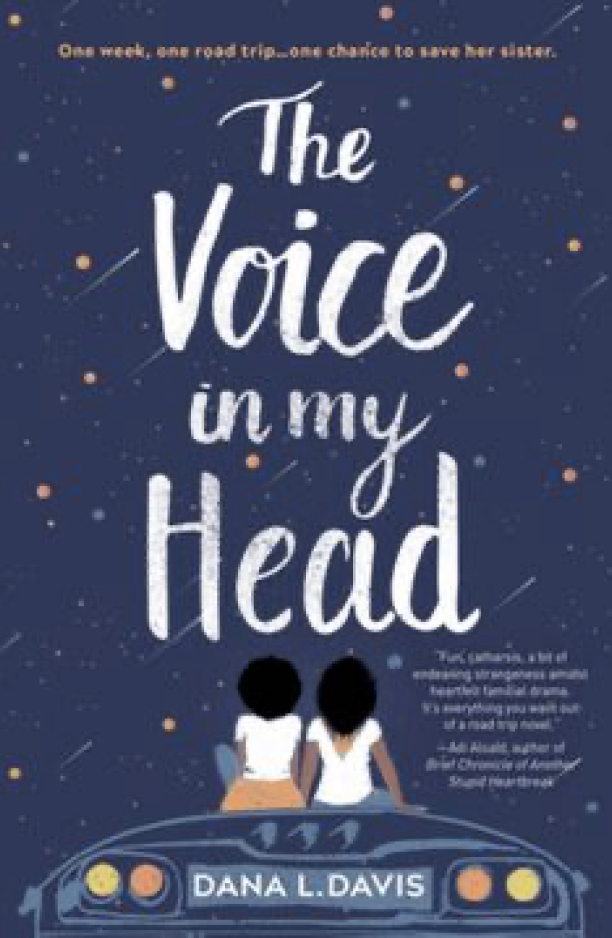 One week, one road trip...one chance to save her sister.
The
Voice
in my
Head
"Fun, catharsis, a bit of
endearing strangeness amidst
heartfelt familial drama.
It's everything you want out
of a road trip novel."
—Adi Alsaid, author of
Brief Chronicle of Another
Stupid Heartbreak
DANA L. DAVIS